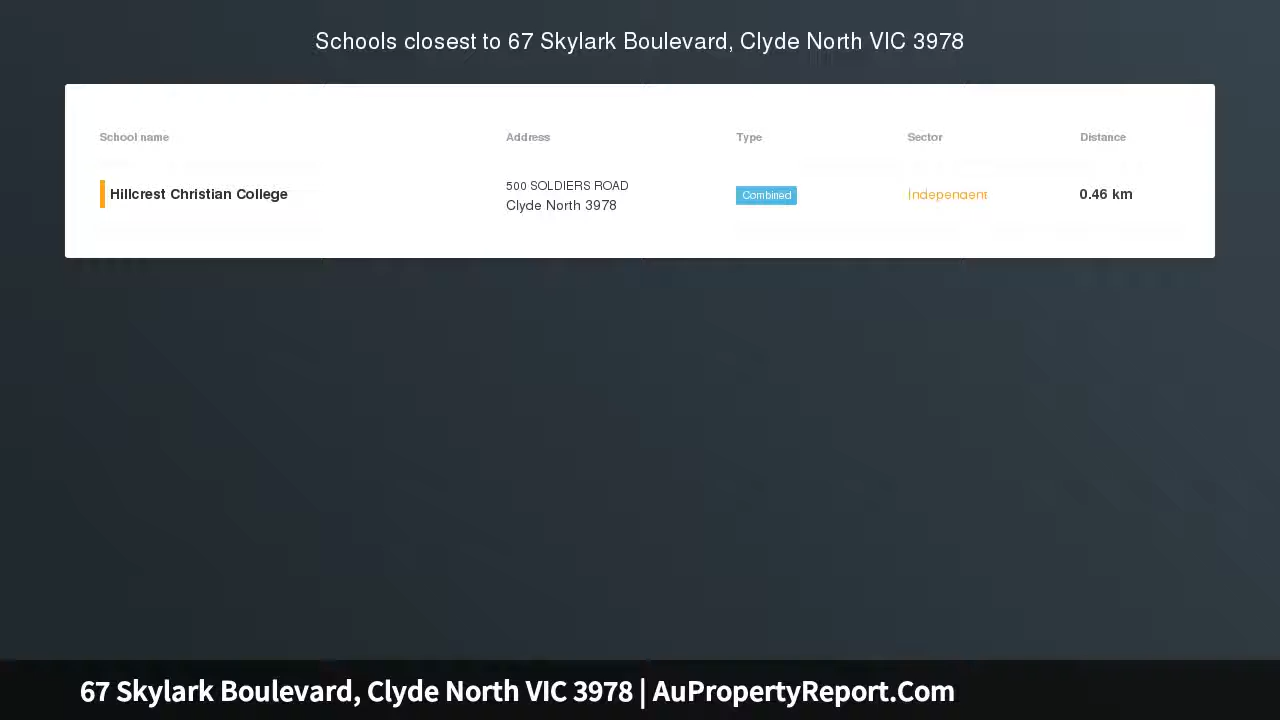 Schools closest to 67 Skylark Boulevard, Clyde North VIC 3978
School name Address Type Sector Distance
Hillcrest Christian College 500 SOLDIERS ROAD Combined Independent 0.46 km
Clyde North 3978
67 Skylark Boulevard, Clyde North VIC 3978 | AuPropertyReport.Com